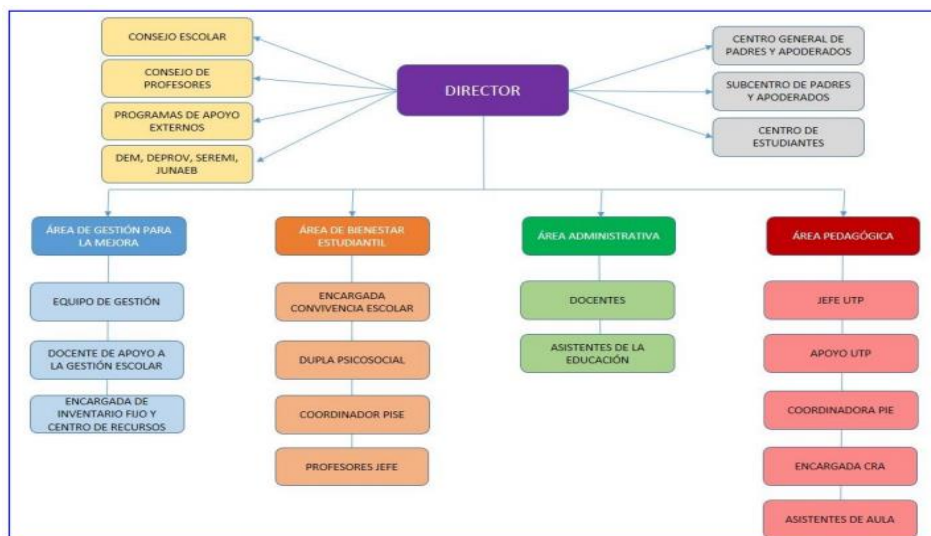 CONSEJO ESCOLAR
CONSEJO DE
PROFESORES
PROGRAMAS DE APOYO
EXTERNOS
DEM, DEPROV, SEREMI,
JUNAEB
DIRECTOR
CENTRO GENERAL DE
PADRES Y APODERADOS
SUBCENTRO DE PADRES
Y APODERADOS
CENTRO DE
ESTUDIANTES
ÁREA DE GESTIÓN PARA
LA MEJORA
EQUIPO DE GESTIÓN
DOCENTE DE APOYO A
LA GESTIÓN ESCOLAR
ENCARGADA DE
INVENTARIO FIJO Y
CENTRO DE RECURSOS
ÁREA DE BIENESTAR
ESTUDIANTIL
ENCARGADA
CONVIVENCIA ESCOLAR
DUPLA PSICOSOCIAL
COORDINADOR PISE
PROFESORES JEFE
ÁREA ADMINISTRATIVA
DOCENTES
ASISTENTES DE LA
EDUCACIÓN
ÁREA PEDAGÓGICA
JEFE UTP
APOYO UTP
COORDINADORA PIE
ENCARGADA CRA
ASISTENTES DE AULA